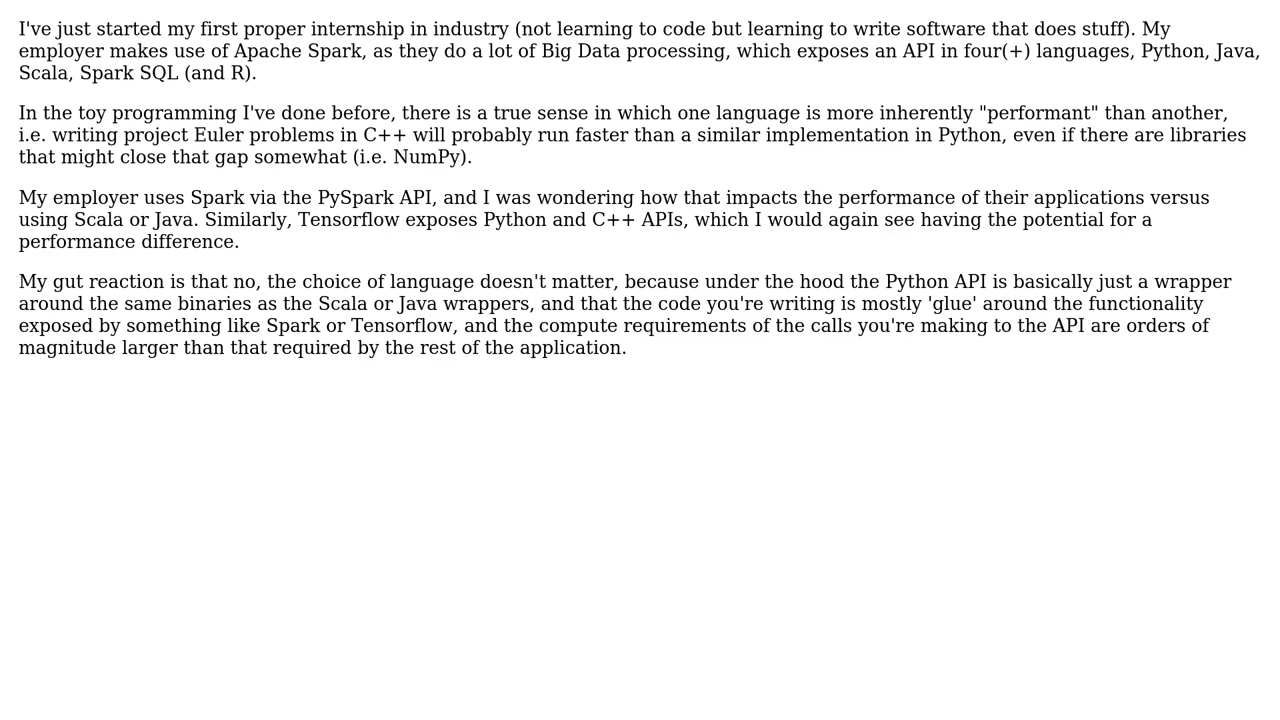 I've just started my first proper internship in industry (not learning to code but learning to write software that does stuff). My
employer makes use of Apache Spark, as they do a lot of Big Data processing, which exposes an API in four(+) languages, Python, Java,
Scala, Spark SQL (and R).
In the toy programming I've done before, there is a true sense in which one language is more inherently "performant" than another,
i.e. writing project Euler problems in C++ will probably run faster than a similar implementation in Python, even if there are libraries
that might close that gap somewhat (i.e. NumPy).
My employer uses Spark via the PySpark API, and I was wondering how that impacts the performance of their applications versus
using Scala or Java. Similarly, Tensorflow exposes Python and C++ APIs, which I would again see having the potential for a
performance difference.
My gut reaction is that no, the choice of language doesn't matter, because under the hood the Python API is basically just a wrapper
around the same binaries as the Scala or Java wrappers, and that the code you're writing is mostly 'glue' around the functionality
exposed by something like Spark or Tensorflow, and the compute requirements of the calls you're making to the API are orders of
magnitude larger than that required by the rest of the application.